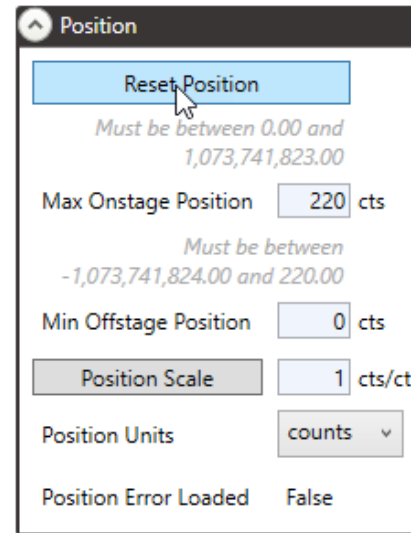 Position
Reset Position
Must be between 0.00 and
1,073,741,823.00
Max Onstage Position 220 cts
Must be between
-1,073,741,824.00 and 220.00
Min Offstage Position 0 cts
Position Scale 1 cts/ct
Position Units counts
Position Error Loaded False